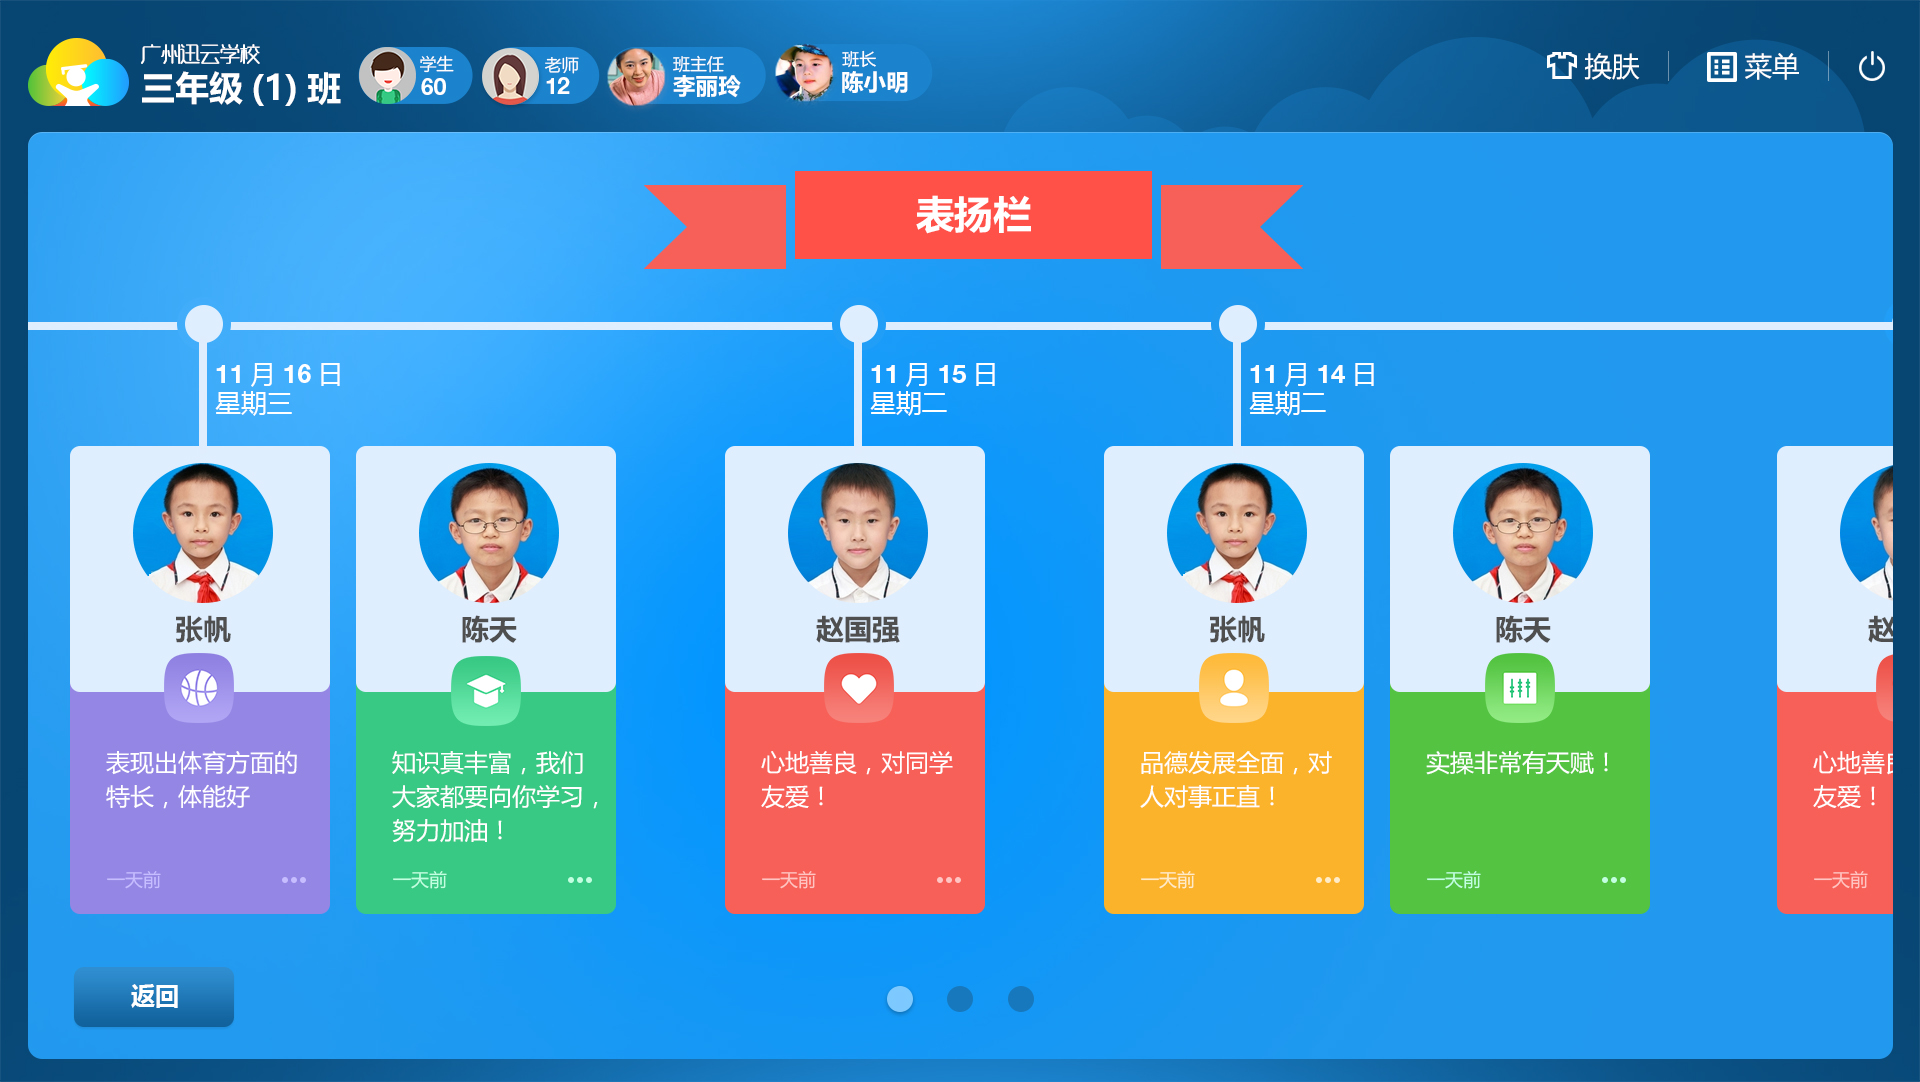 广州迅云学校
三年级 (1) 班
学生
60
老师
12
班主任
李丽玲
班长
陈小明
换肤
菜单
表扬栏
11 月 16 日
星期三
11 月 15 日
星期二
11 月 14 日
星期二
张帆
陈天
赵国强
张帆
陈天
赵
表现出体育方面的
特长，体能好
一天前
知识真丰富，我们
大家都要向你学习，
努力加油！
一天前
心地善良，对同学
友爱！
一天前
品德发展全面，对
人对事正直！
一天前
实操非常有天赋！
一天前
心地善良
友爱！
一天前
返回